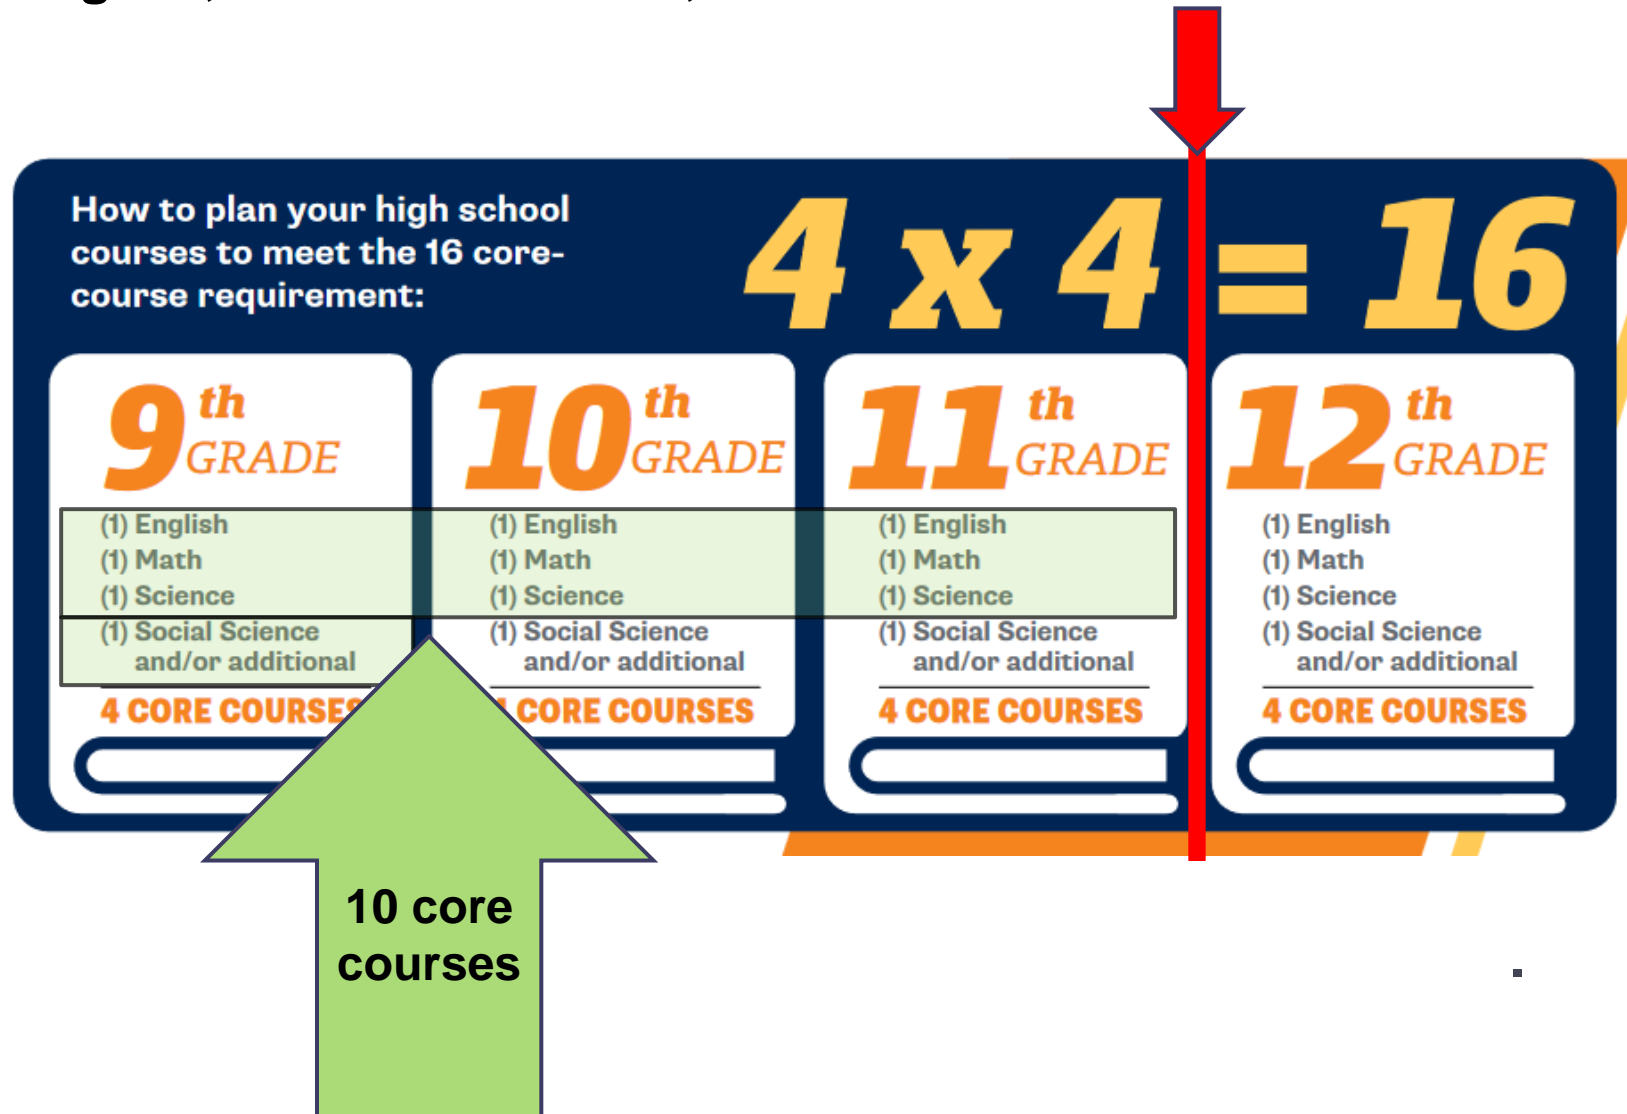 How to plan your high school
courses to meet the 16 core-
course requirement:
4 x 4 = 16
9th GRADE
(1) English
(1) Math
(1) Science
(1) Social Science
and/or additional
4 CORE COURSES
10th GRADE
(1) English
(1) Math
(1) Science
(1) Social Science
and/or additional
CORE COURSES
11th GRADE
(1) English
(1) Math
(1) Science
(1) Social Science
and/or additional
4 CORE COURSES
12th GRADE
(1) English
(1) Math
(1) Science
(1) Social Science
and/or additional
4 CORE COURSES
10 core
courses